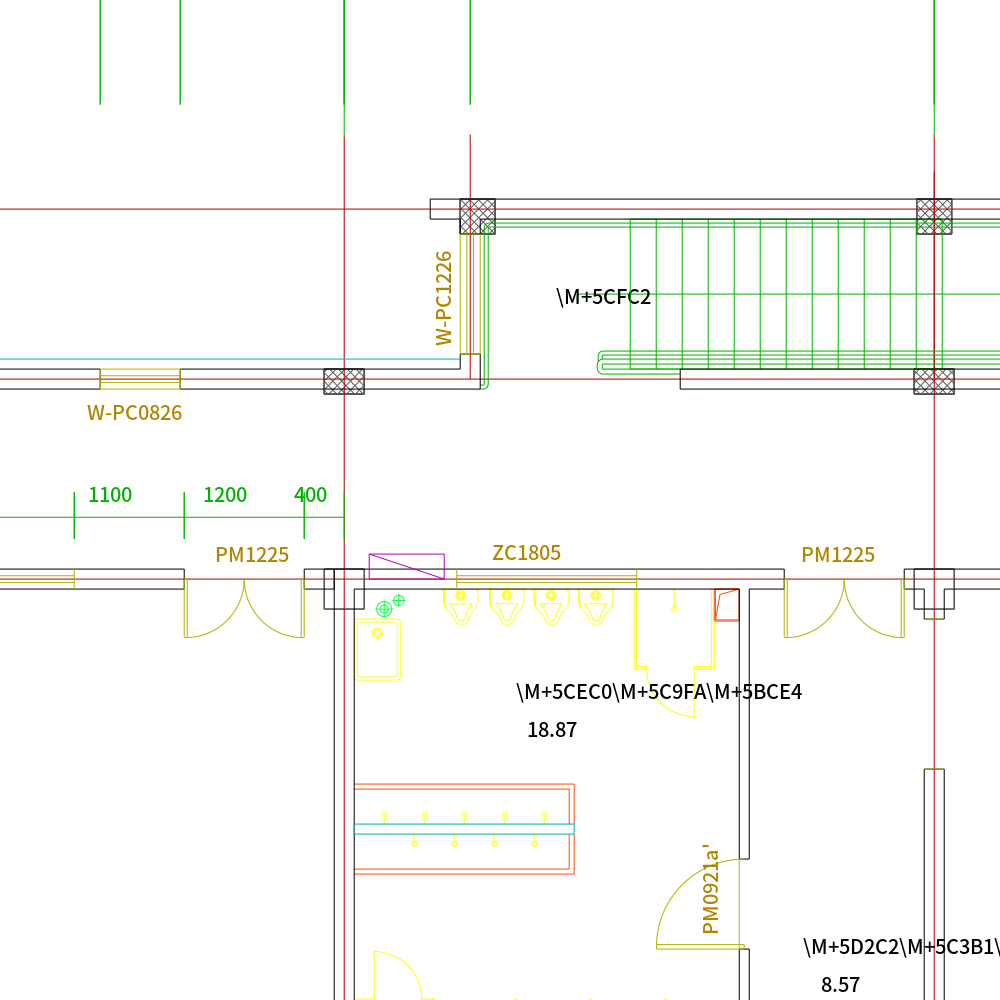 W-PC1226
\M+5CFC2
W-PC0826
1100
1200
400
PM1225
ZC1805
PM1225
\M+5CEC0\M+5C9FA\M+5BCE4
18.87
PM0921a'
\M+5D2C2\M+5C3B1\
8.57